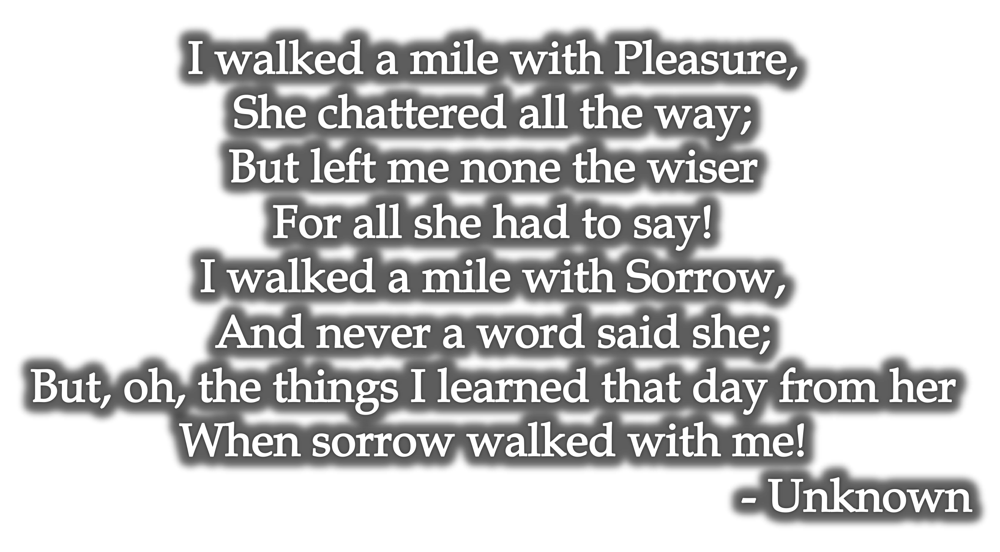 I walked a mile with Pleasure,
She chattered all the way;
But left me none the wiser
For all she had to say!
I walked a mile with Sorrow,
And never a word said she;
But, oh, the things I learned that day from her
When sorrow walked with me!
- Unknown